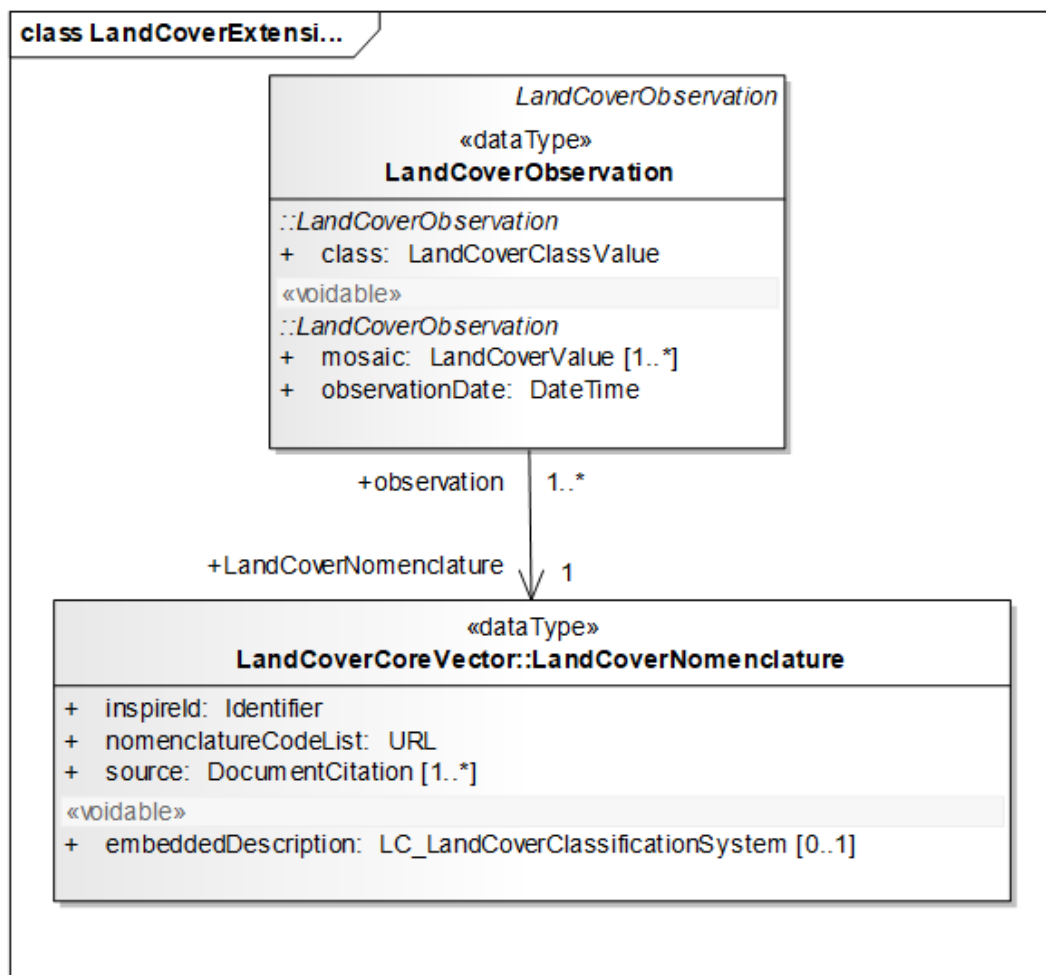 class LandCoverExtensi...
LandCoverObservation
«dataType»
LandCoverObservation
::LandCoverObservation
+ class: LandCoverClassValue
«voidable»
::LandCoverObservation
+ mosaic: LandCoverValue [1..*]
+ observationDate: DateTime
+observation 1..*
+LandCoverNomenclature 1
«dataType»
LandCoverCoreVector::LandCoverNomenclature
+ inspireId: Identifier
+ nomenclatureCodeList: URL
+ source: DocumentCitation [1..*]
«voidable»
+ embeddedDescription: LC_LandCoverClassificationSystem [0..1]